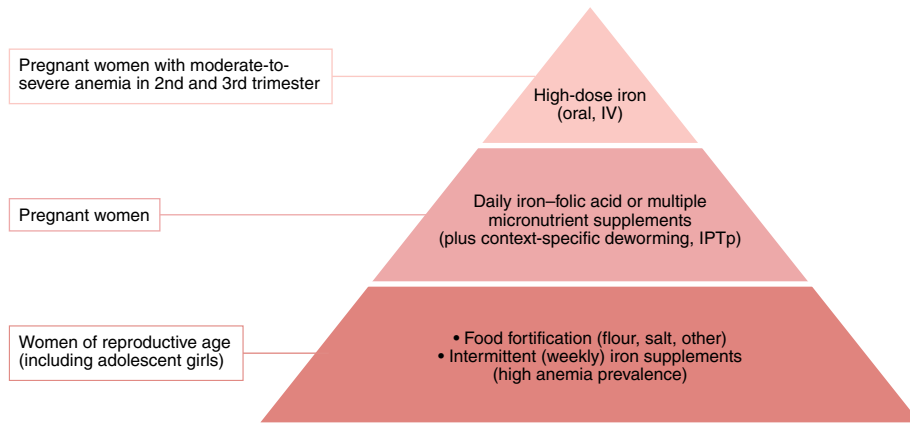 Pregnant women with moderate-to-
severe anemia in 2nd and 3rd trimester
High-dose iron
(oral, IV)
Pregnant women
Daily iron–folic acid or multiple
micronutrient supplements
(plus context-specific deworming, IPTp)
Women of reproductive age
(including adolescent girls)
• Food fortification (flour, salt, other)
• Intermittent (weekly) iron supplements
(high anemia prevalence)